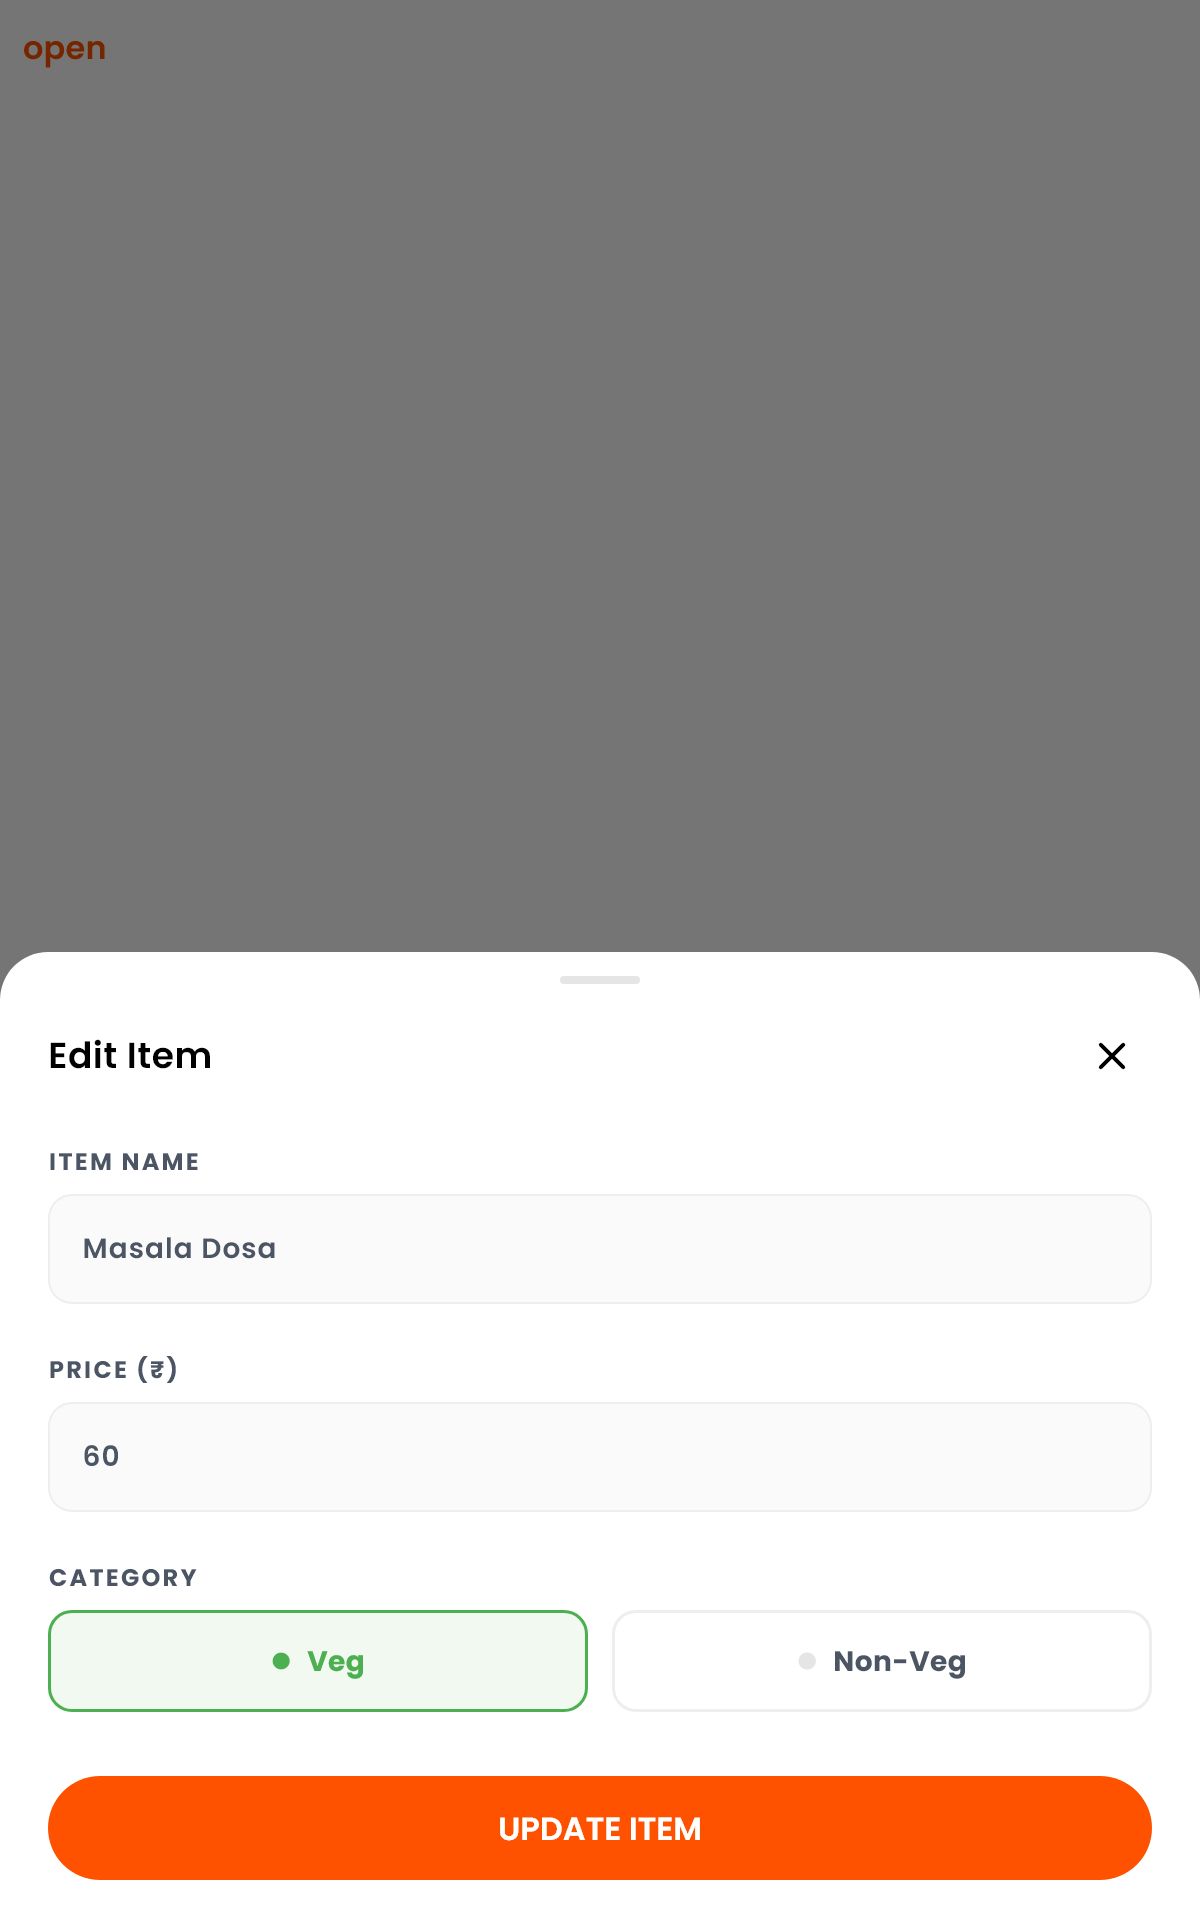 open
Edit Item
ITEM NAME
Masala Dosa
PRICE (₹)
60
CATEGORY
Veg
Non-Veg
UPDATE ITEM